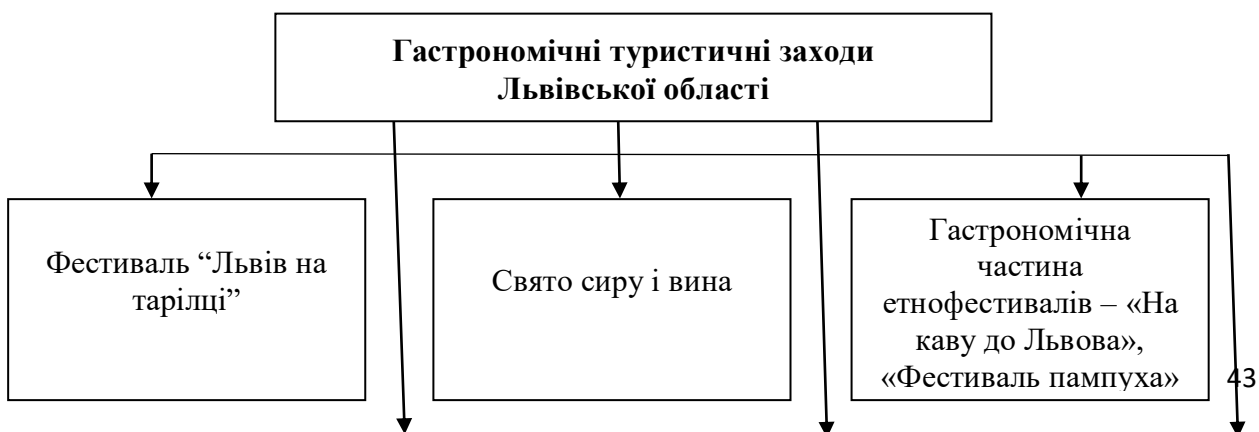 Гастрономічні туристичні заходи
Львівської області
Фестиваль “Львів на
тарілці”
Свято сиру і вина
Гастрономічна
частина
етнофестивалів – «На
каву до Львова»,
«Фестиваль пампуха»
43